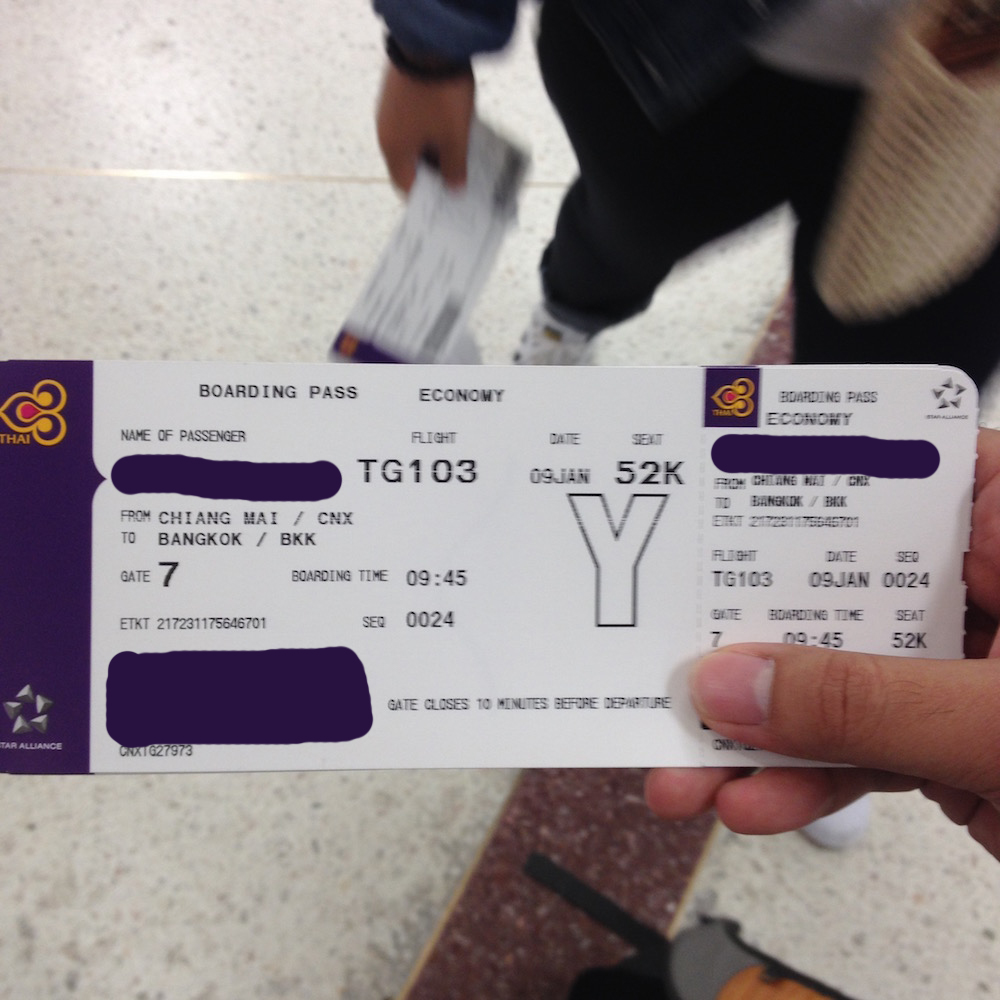 THAI
BOARDING PASS ECONOMY
NAME OF PASSENGER FLIGHT DATE SEAT
TG103 09JAN 52K
FROM CHIANG MAI / CNX
TO BANGKOK / BKK
Y
GATE 7 BOARDING TIME 09:45
ETKT 217231175646701 SEQ 0024
GATE CLOSES 10 MINUTES BEFORE DEPARTURE
STAR ALLIANCE
CNXTG27973
THAI
BOARDING PASS
STAR ALLIANCE
ECONOMY
FROM CHIANG MAI / CNX
TO BANGKOK / BKK
ETKT 217231175646701
FLIGHT DATE SEQ
TG103 09JAN 0024
GATE BOARDING TIME SEAT
7 09:45 52K